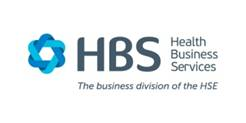 HBS
Health
Business
Services
The business division of the HSE